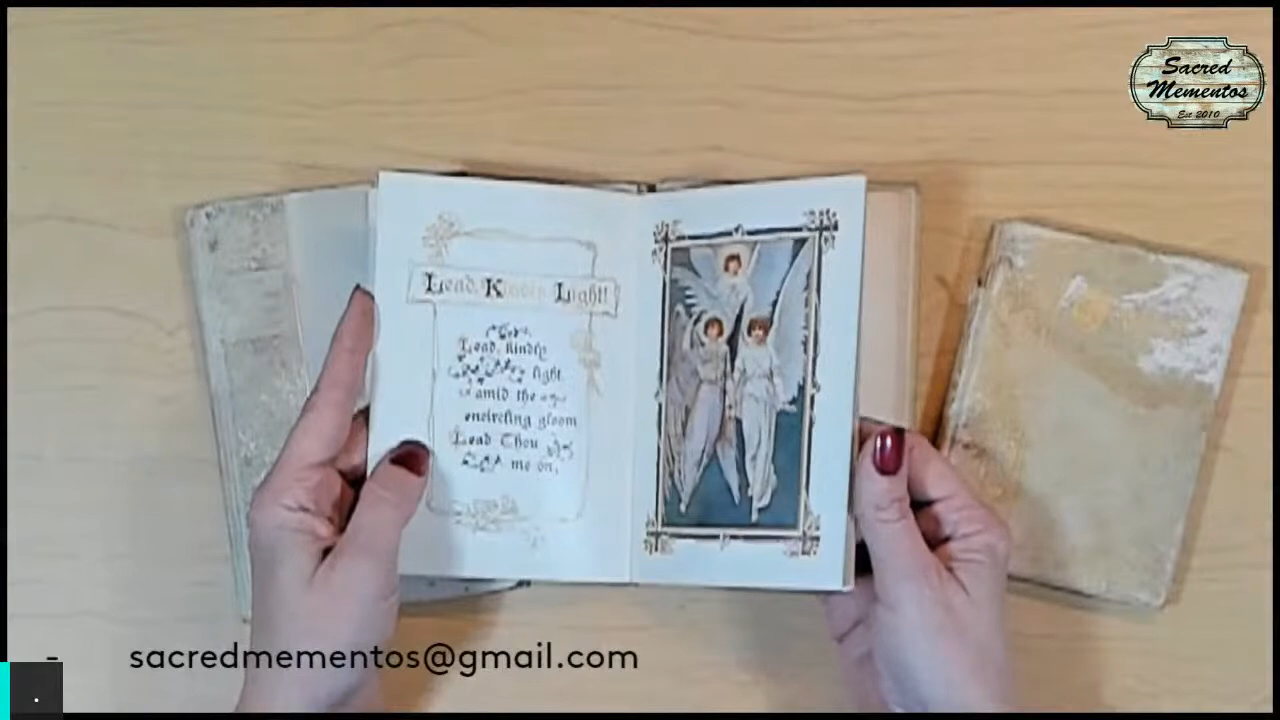 Sacred
Mementos
Est 2010
Lead, Kindly Light!
Lead, kindly
light,
amid the
encircling gloom
Lead Thou
me on,
- sacredmementos@gmail.com
.